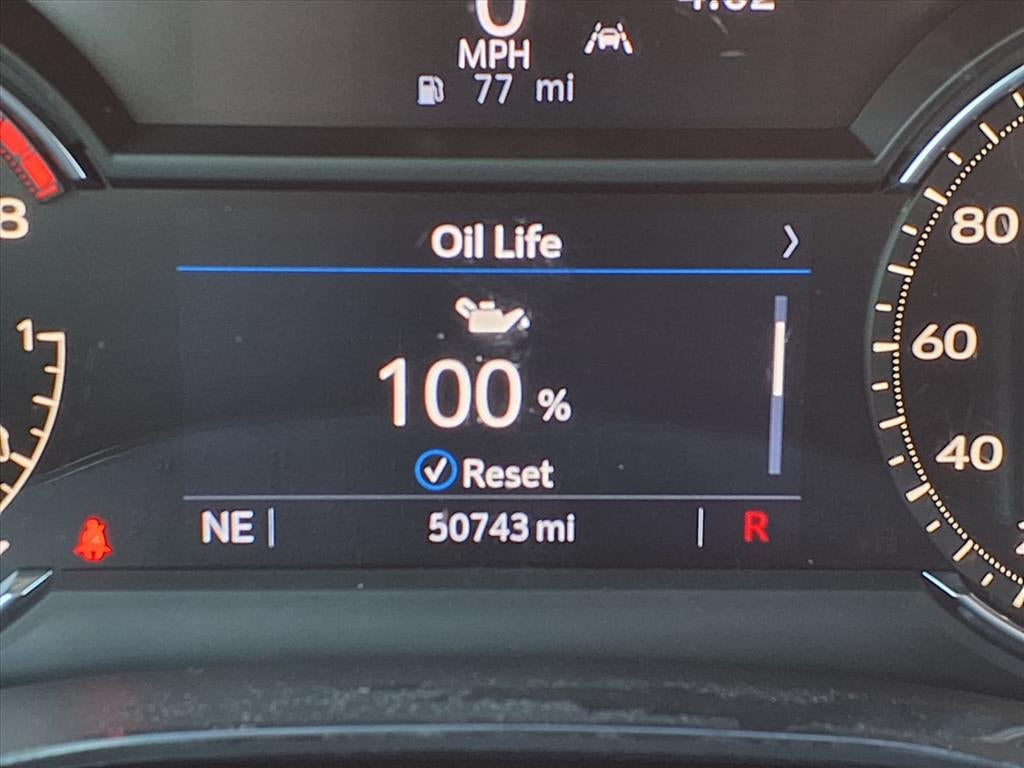 0
MPH
77 mi
8
Oil Life
80
1
100 %
60
Reset
40
NE
50743 mi
R